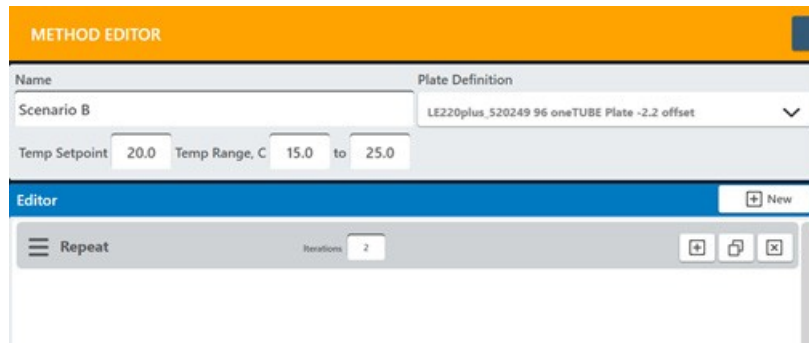 METHOD EDITOR
Name
Plate Definition
Scenario B
LE220plus_520249 96 oneTUBE Plate -2.2 offset
Temp Setpoint 20.0 Temp Range, C 15.0 to 25.0
Editor
New
Repeat
Iterations 2